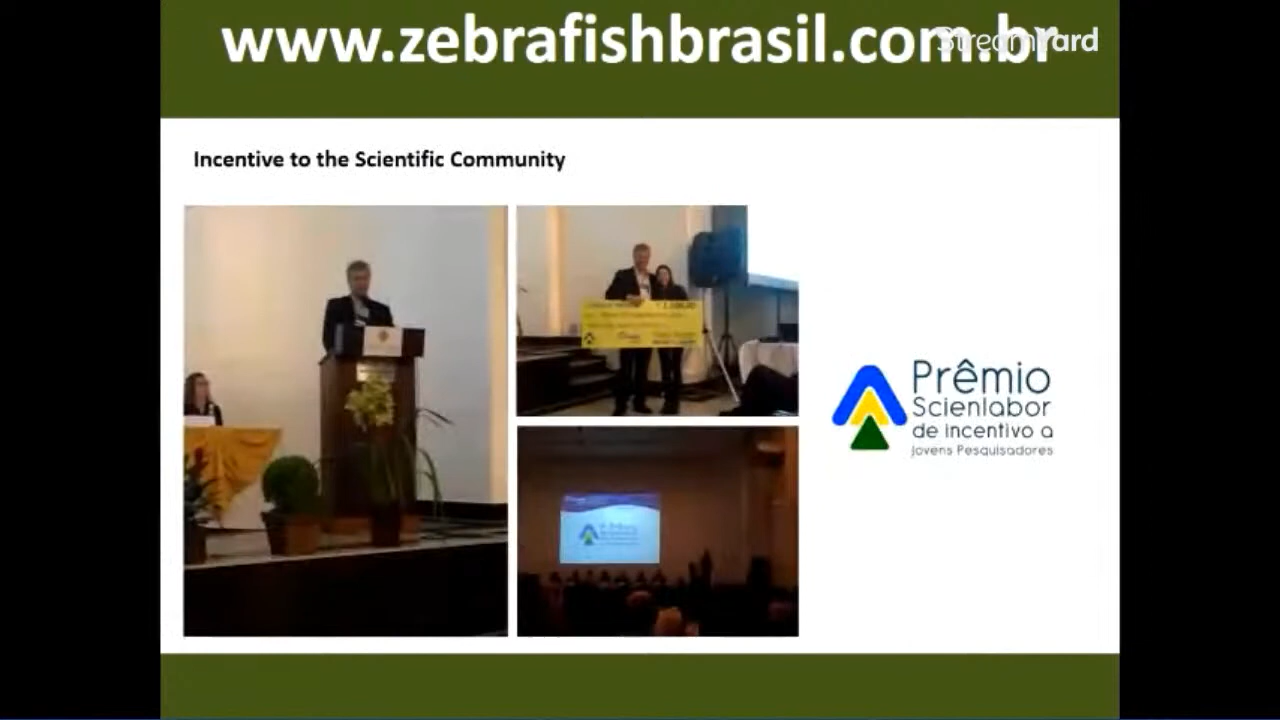 www.zebrafishbrasil.com.br
StreamYard
Incentive to the Scientific Community
Prêmio
Scienlabor
de incentivo a
Jovens Pesquisadores